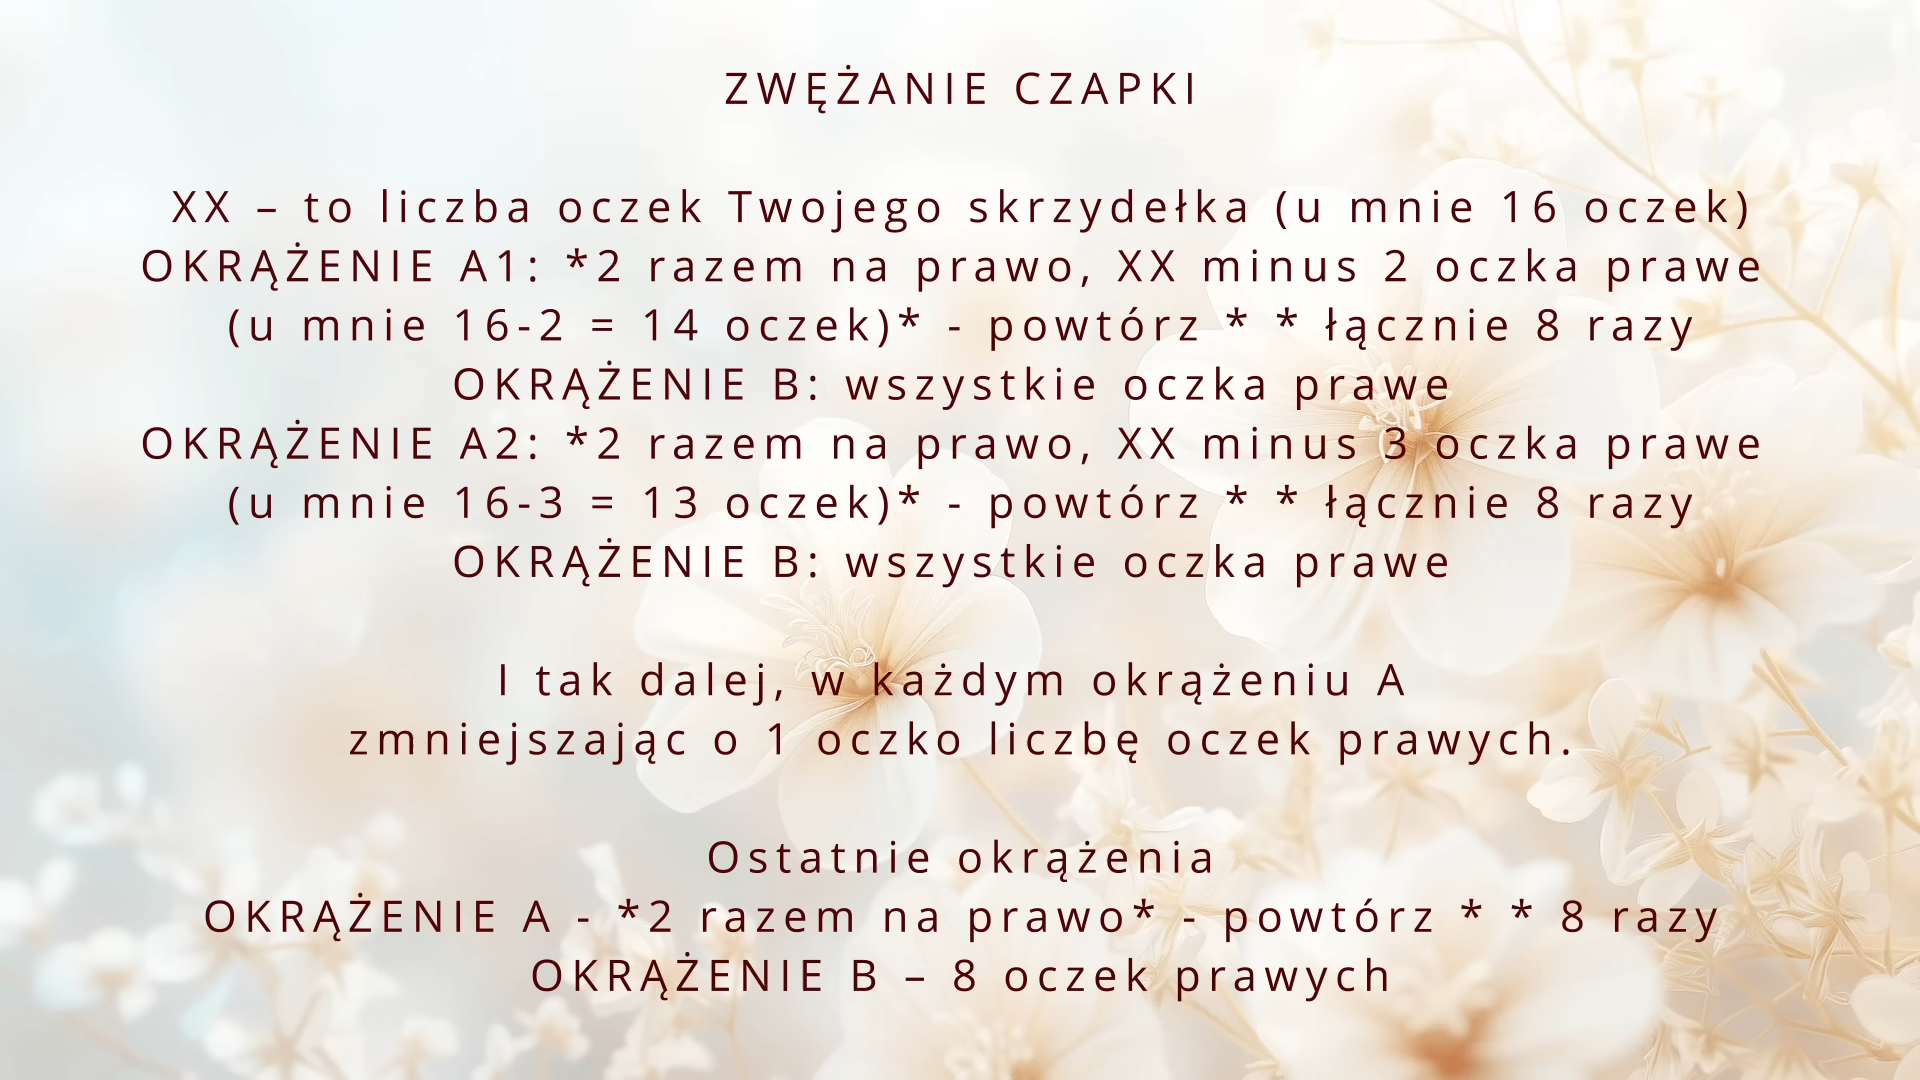 ZWĘŻANIE CZAPKI
XX – to liczba oczek Twojego skrzydełka (u mnie 16 oczek)
OKRĄŻENIE A1: *2 razem na prawo, XX minus 2 oczka prawe
(u mnie 16-2 = 14 oczek)* - powtórz * * łącznie 8 razy
OKRĄŻENIE B: wszystkie oczka prawe
OKRĄŻENIE A2: *2 razem na prawo, XX minus 3 oczka prawe
(u mnie 16-3 = 13 oczek)* - powtórz * * łącznie 8 razy
OKRĄŻENIE B: wszystkie oczka prawe
I tak dalej, w każdym okrążeniu A
zmniejszając o 1 oczko liczbę oczek prawych.
Ostatnie okrążenia
OKRĄŻENIE A - *2 razem na prawo* - powtórz * * 8 razy
OKRĄŻENIE B – 8 oczek prawych